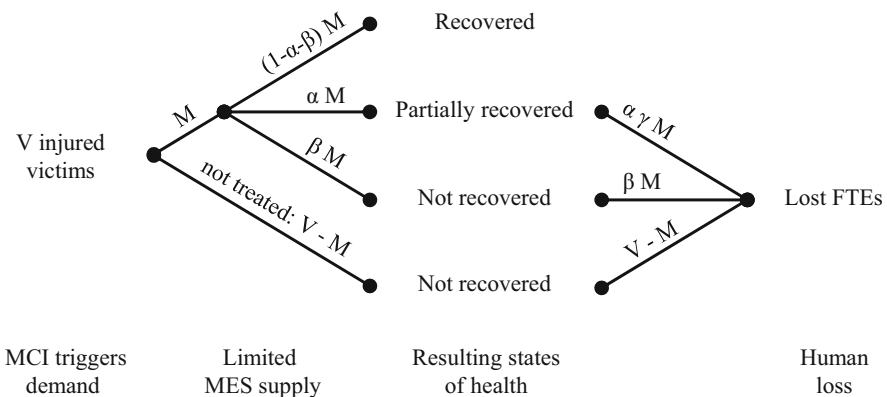 Recovered
(1-α-β) M
M
α M
Partially recovered
α γ M
V injured
victims
β M
Not recovered
β M
Lost FTEs
not treated: V - M
V - M
Not recovered
MCI triggers
demand
Limited
MES supply
Resulting states
of health
Human
loss